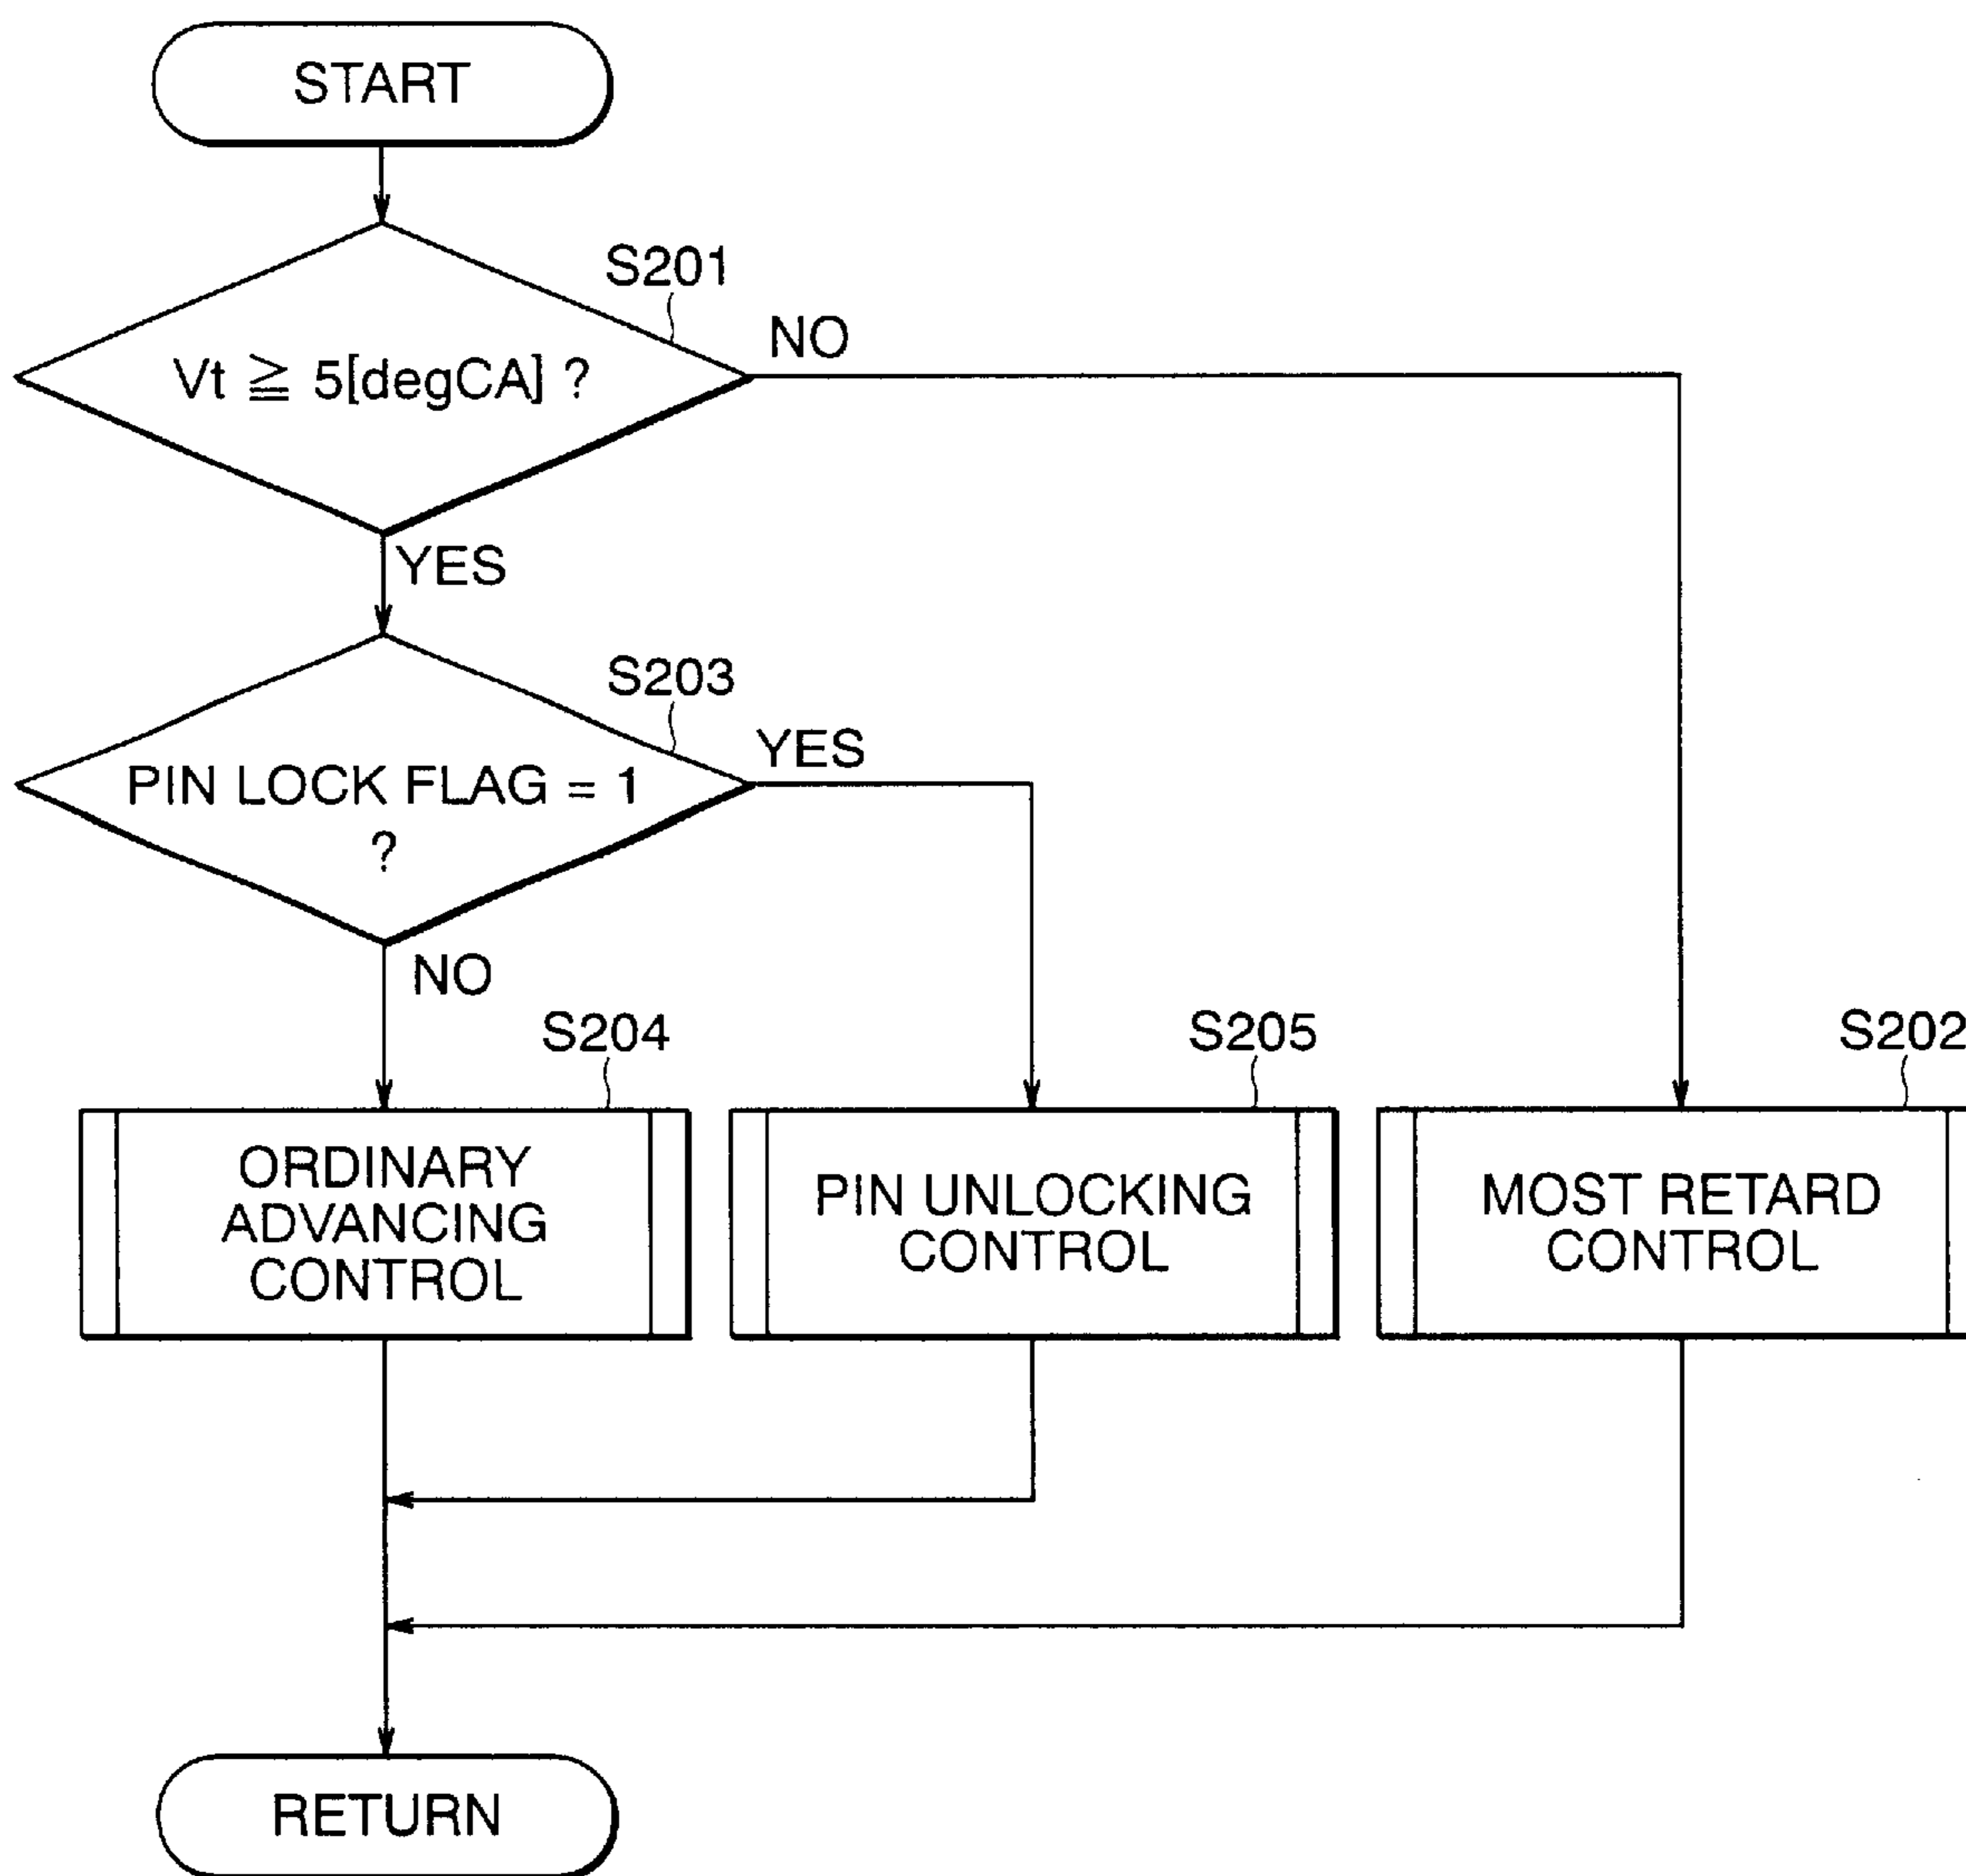 START
S201
NO
Vt ≧ 5[degCA] ?
YES
S203
YES
PIN LOCK FLAG = 1
?
NO
S204
S205
S202
ORDINARY
ADVANCING
CONTROL
PIN UNLOCKING
CONTROL
MOST RETARD
CONTROL
RETURN